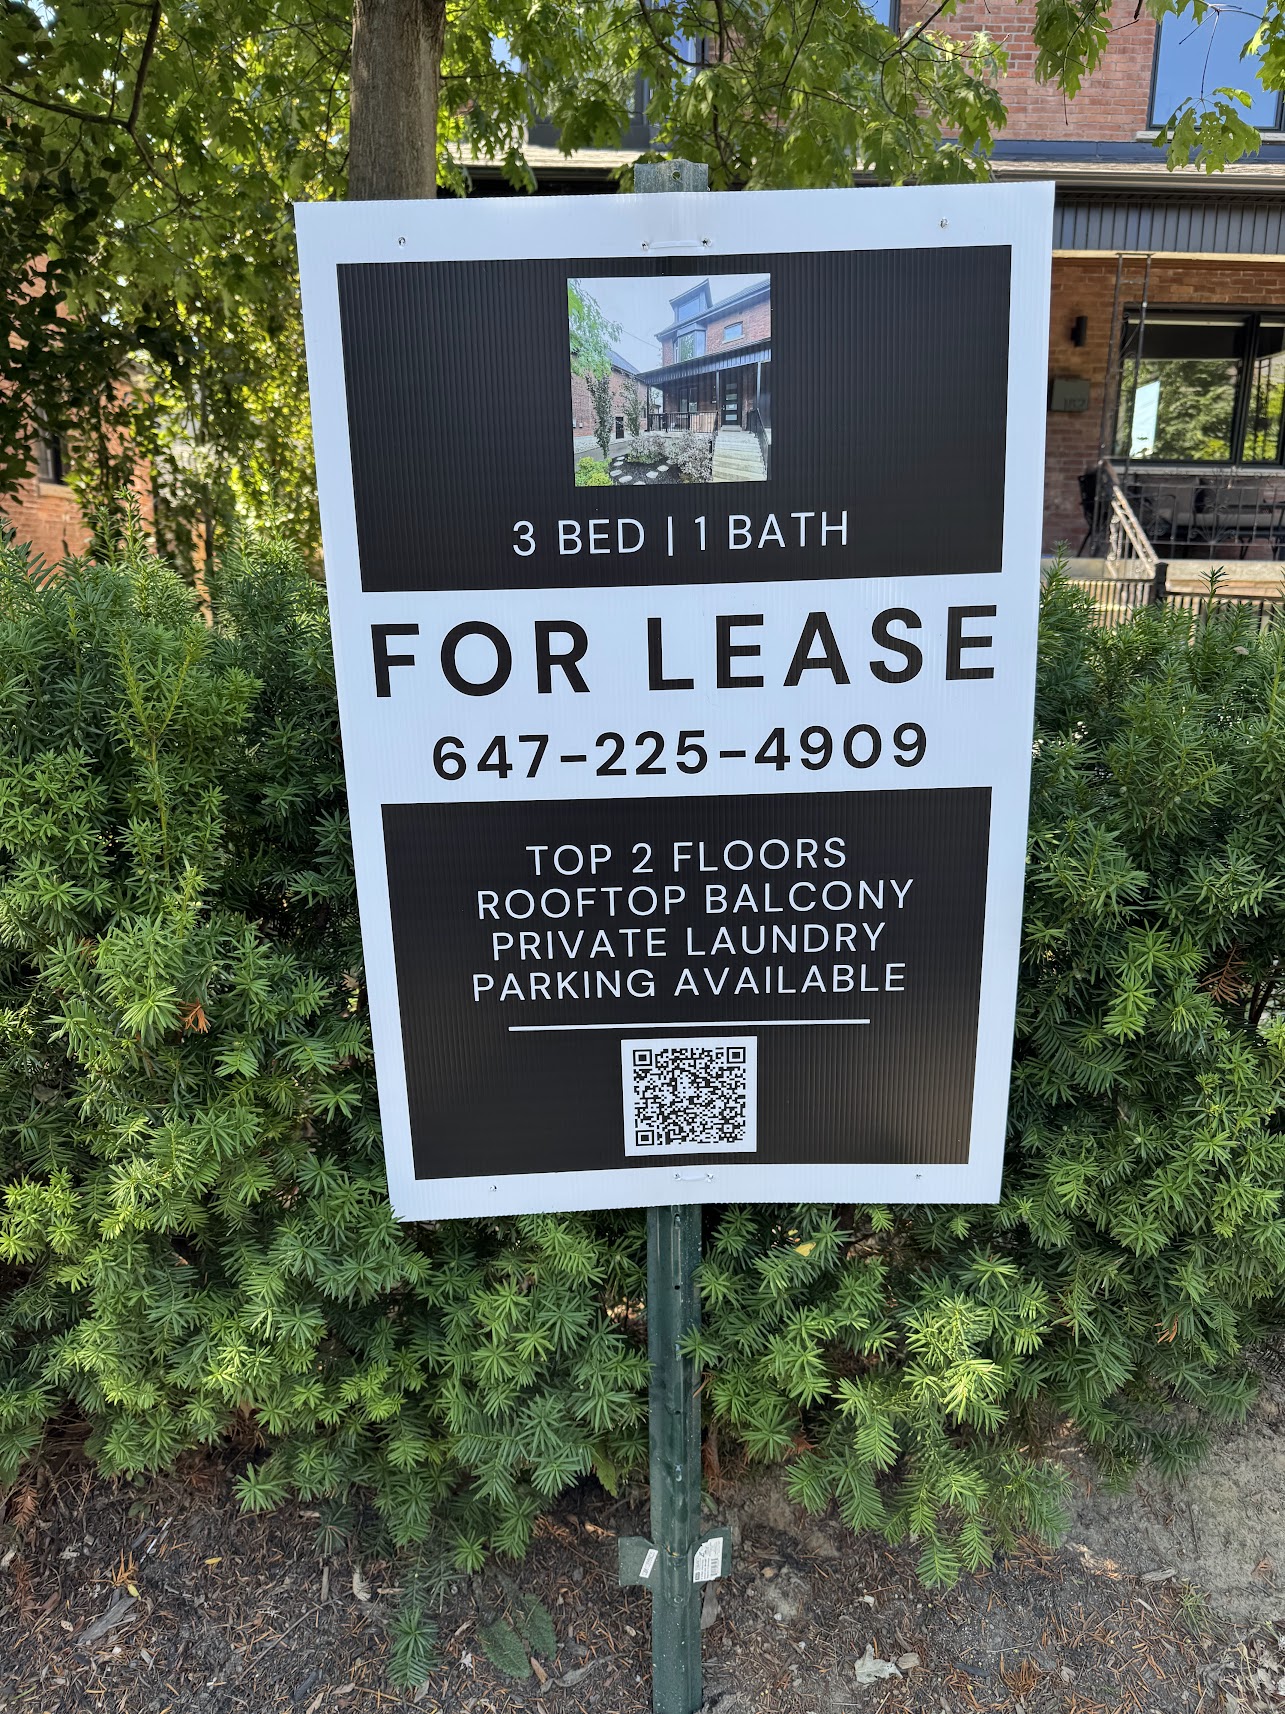 3 BED | 1 BATH
FOR LEASE
647-225-4909
TOP 2 FLOORS
ROOFTOP BALCONY
PRIVATE LAUNDRY
PARKING AVAILABLE